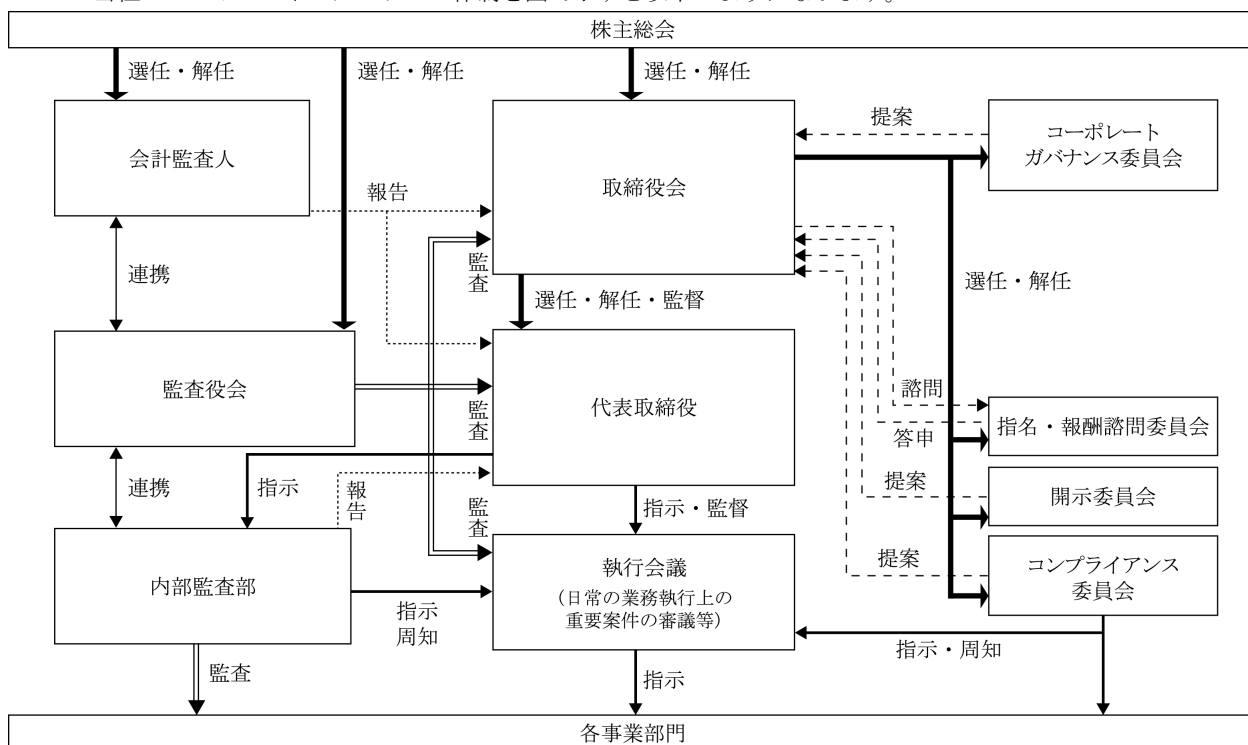 株主総会
選任・解任
選任・解任
選任・解任
会計監査人
取締役会
提案
コーポレート
ガバナンス委員会
報告
連携
監査
選任・解任・監督
選任・解任
監査役会
代表取締役
監査
諮問
指名・報酬諮問委員会
答申
連携
指示
報告
監査
指示・監督
提案
開示委員会
内部監査部
執行会議
(日常の業務執行上の
重要案件の審議等)
提案
コンプライアンス
委員会
指示
周知
指示・周知
監査
指示
各事業部門